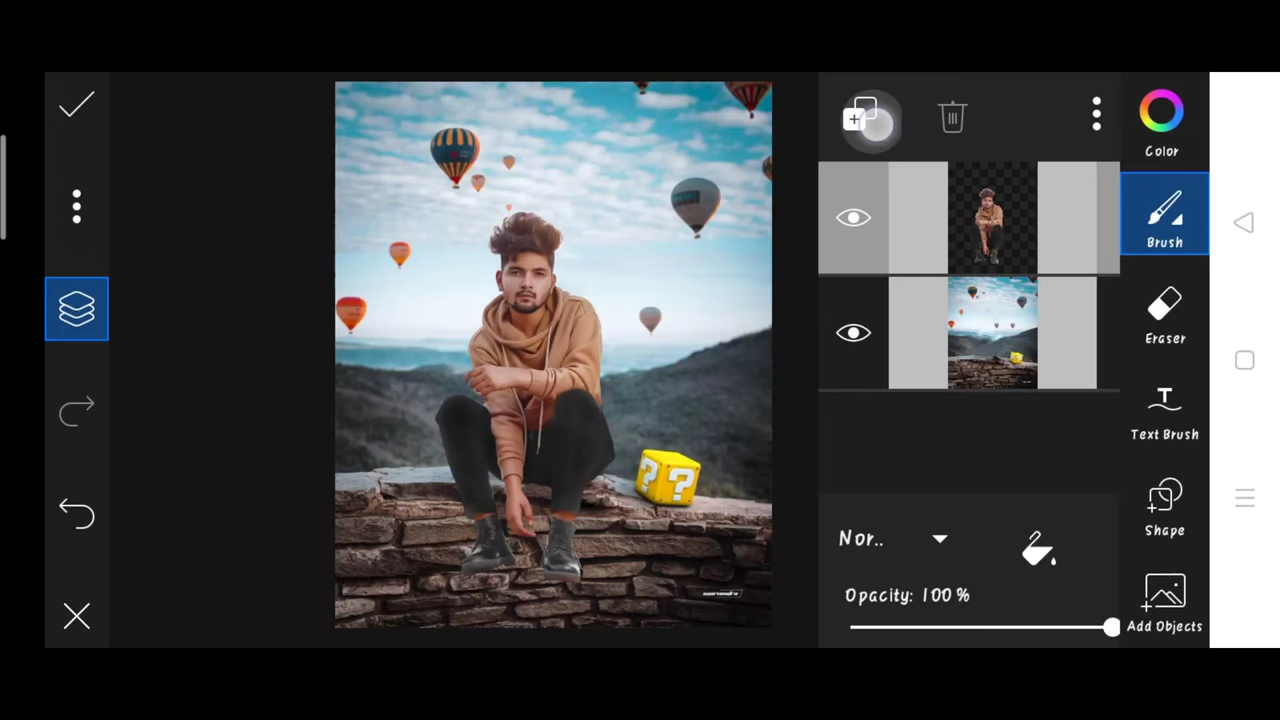 Color
Brush
Eraser
Text Brush
Shape
Add Objects
Nor..
Opacity: 100%
? ?